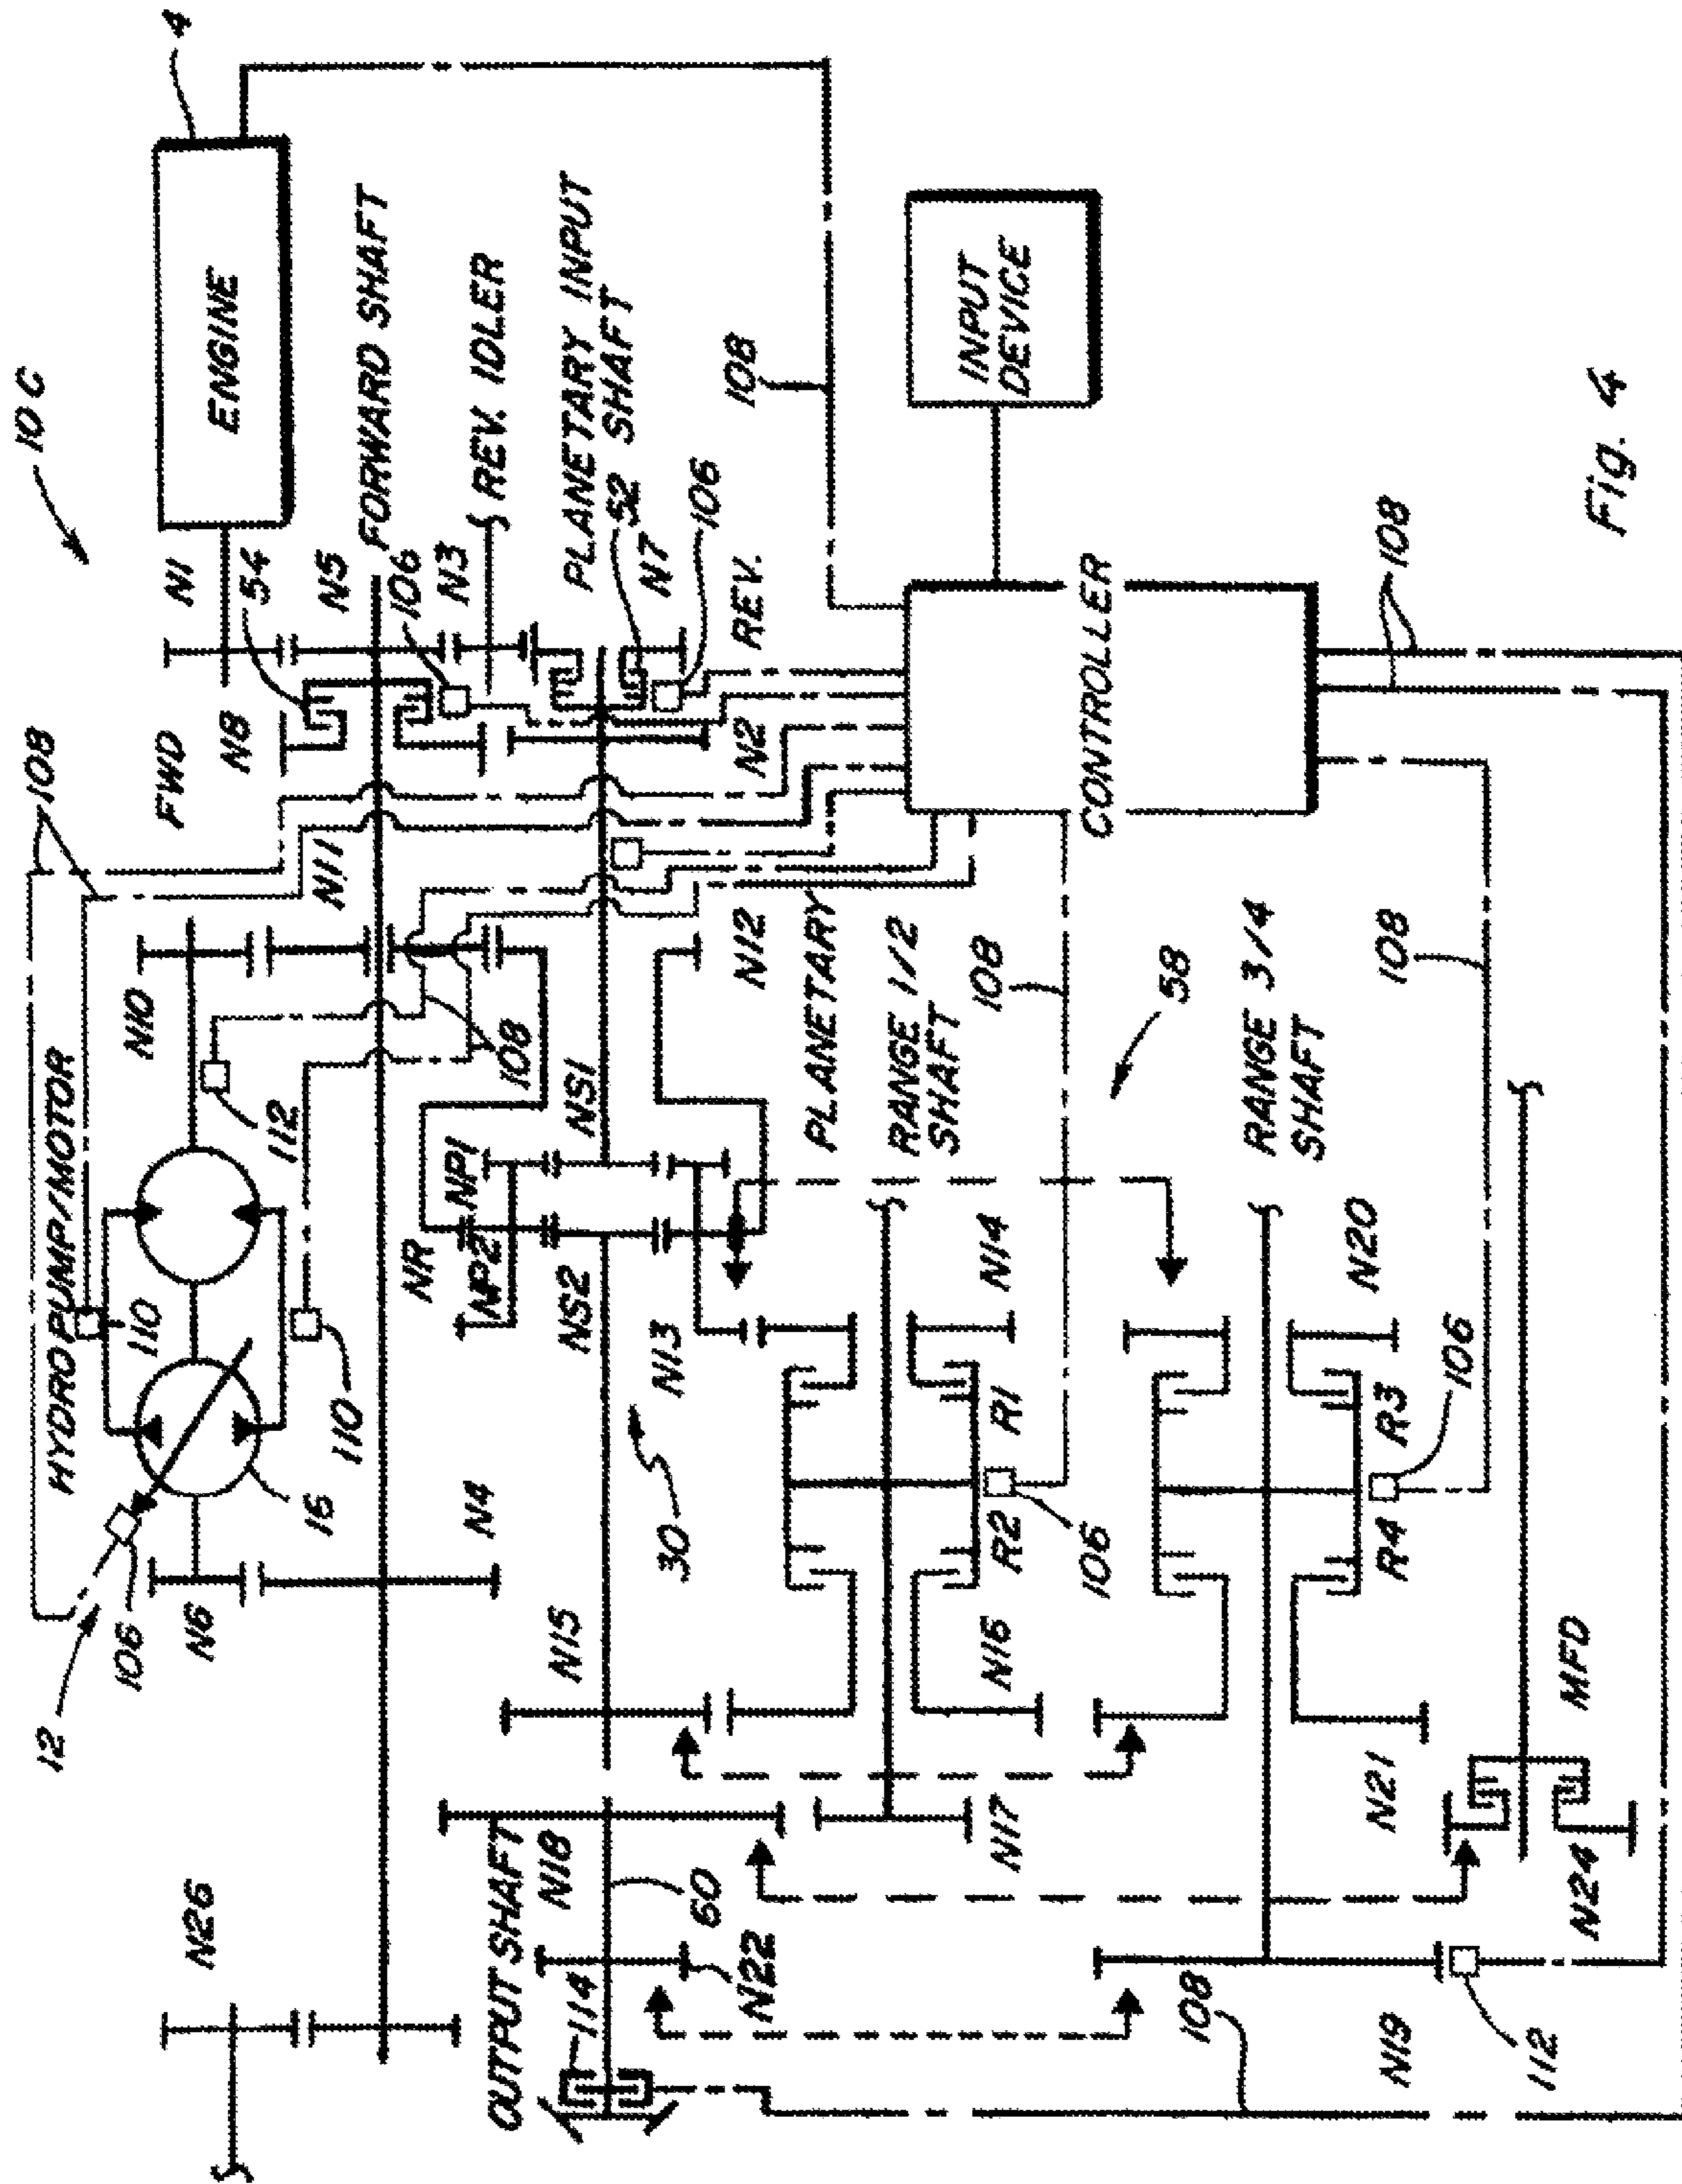 10C
4
ENGINE
N1
54
N5
FORWARD SHAFT
106
N3
REV. IDLER
PLANETARY INPUT
52 SHAFT
N7
106
REV.
108
INPUT
DEVICE
Fig. 4
108
FWD
N8
N2
CONTROLLER
108
N11
N10
N12
HYDRO PUMP/MOTOR
112
108
110
110
16
12
106
N6
N4
NS1
NP1
NR
NP2
NS2
N13
30
PLANETARY
RANGE 1/2
SHAFT
108
58
RANGE 3/4
SHAFT
108
N14
R1
R2
106
N20
R3
R4
106
N15
N16
N17
N21
MFD
N24
N26
OUTPUT SHAFT
N18
60
N22
114
108
N19
112